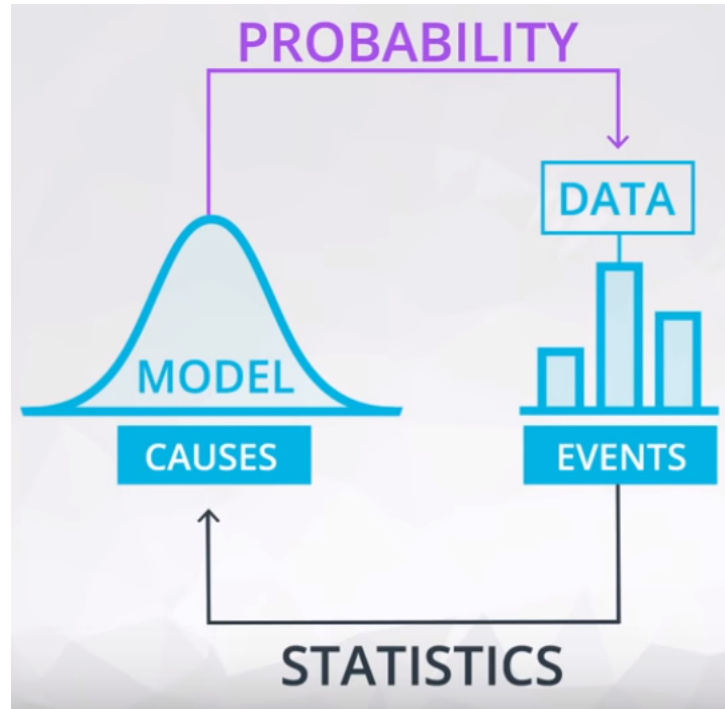 PROBABILITY
DATA
MODEL
CAUSES
EVENTS
STATISTICS